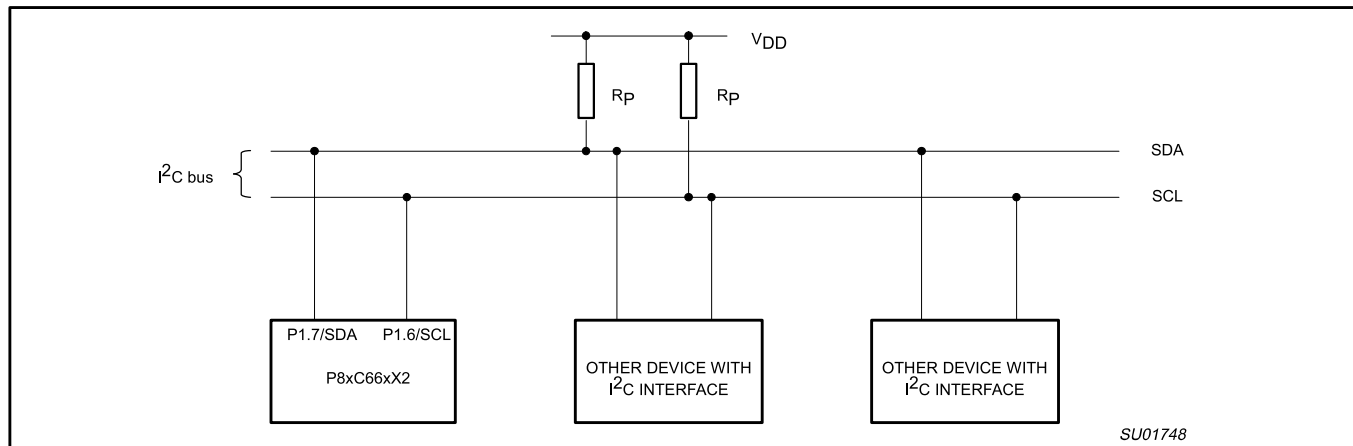 VDD
RP
RP
SDA
I2C bus
SCL
P1.7/SDA P1.6/SCL
P8xC66xX2
OTHER DEVICE WITH
I2C INTERFACE
OTHER DEVICE WITH
I2C INTERFACE
SU01748